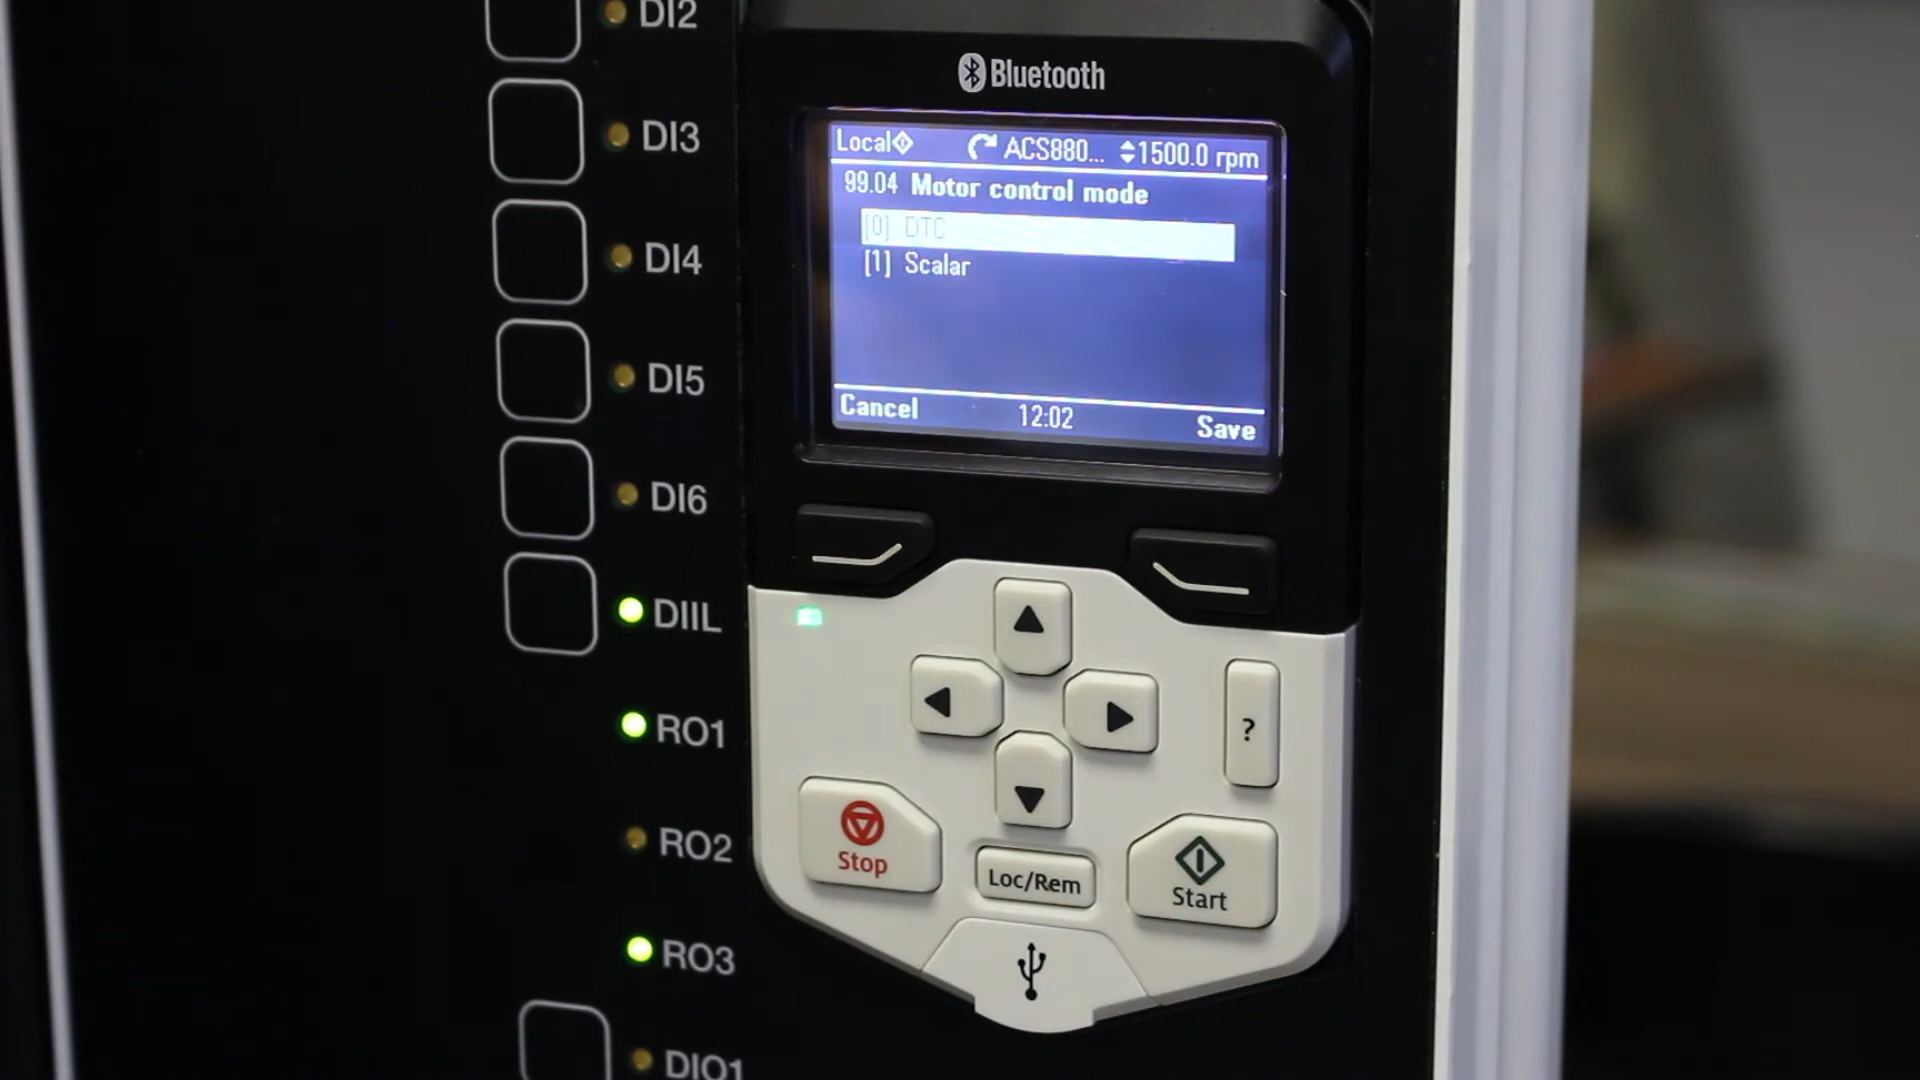 DI2
DI3
DI4
DI5
DI6
DIIL
RO1
RO2
RO3
DIO1
Bluetooth
Local ACS880... 1500.0 rpm
99.04 Motor control mode
[0] DTC
[1] Scalar
Cancel 12:02 Save
?
Stop
Loc/Rem
Start